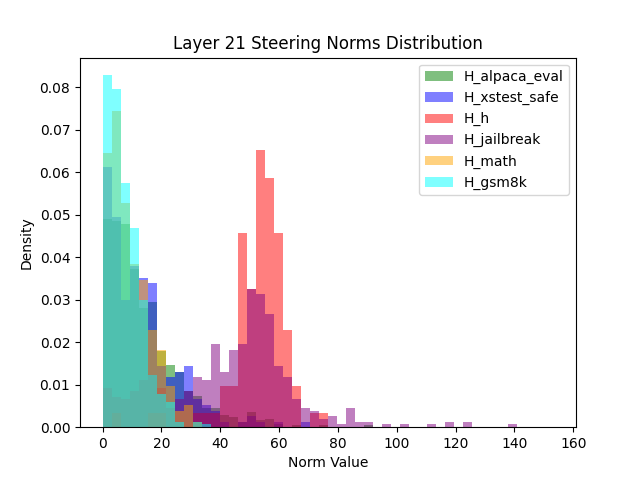 Layer 21 Steering Norms Distribution
H_alpaca_eval
H_xstest_safe
H_h
H_jailbreak
H_math
H_gsm8k
Density
0.08
0.07
0.06
0.05
0.04
0.03
0.02
0.01
0.00
0 20 40 60 80 100 120 140 160
Norm Value